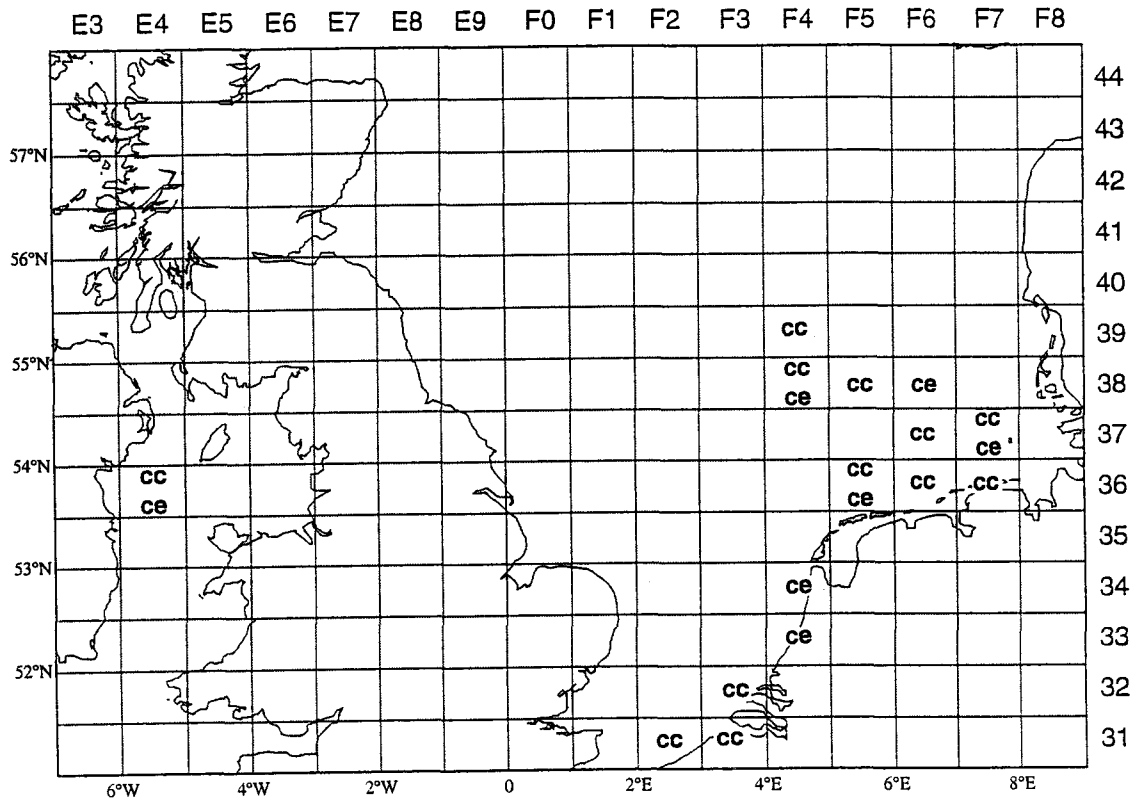 E3 E4 E5 E6 E7 E8 E9 F0 F1 F2 F3 F4 F5 F6 F7 F8
44
43
57°N
42
41
56°N
40
cc 39
55°N
cc cc ce 38
ce
cc 37
cc ce
54°N
cc cc cc cc 36
ce ce
35
53°N
ce 34
ce 33
52°N
cc 32
cc cc 31
6°W 4°W 2°W 0 2°E 4°E 6°E 8°E